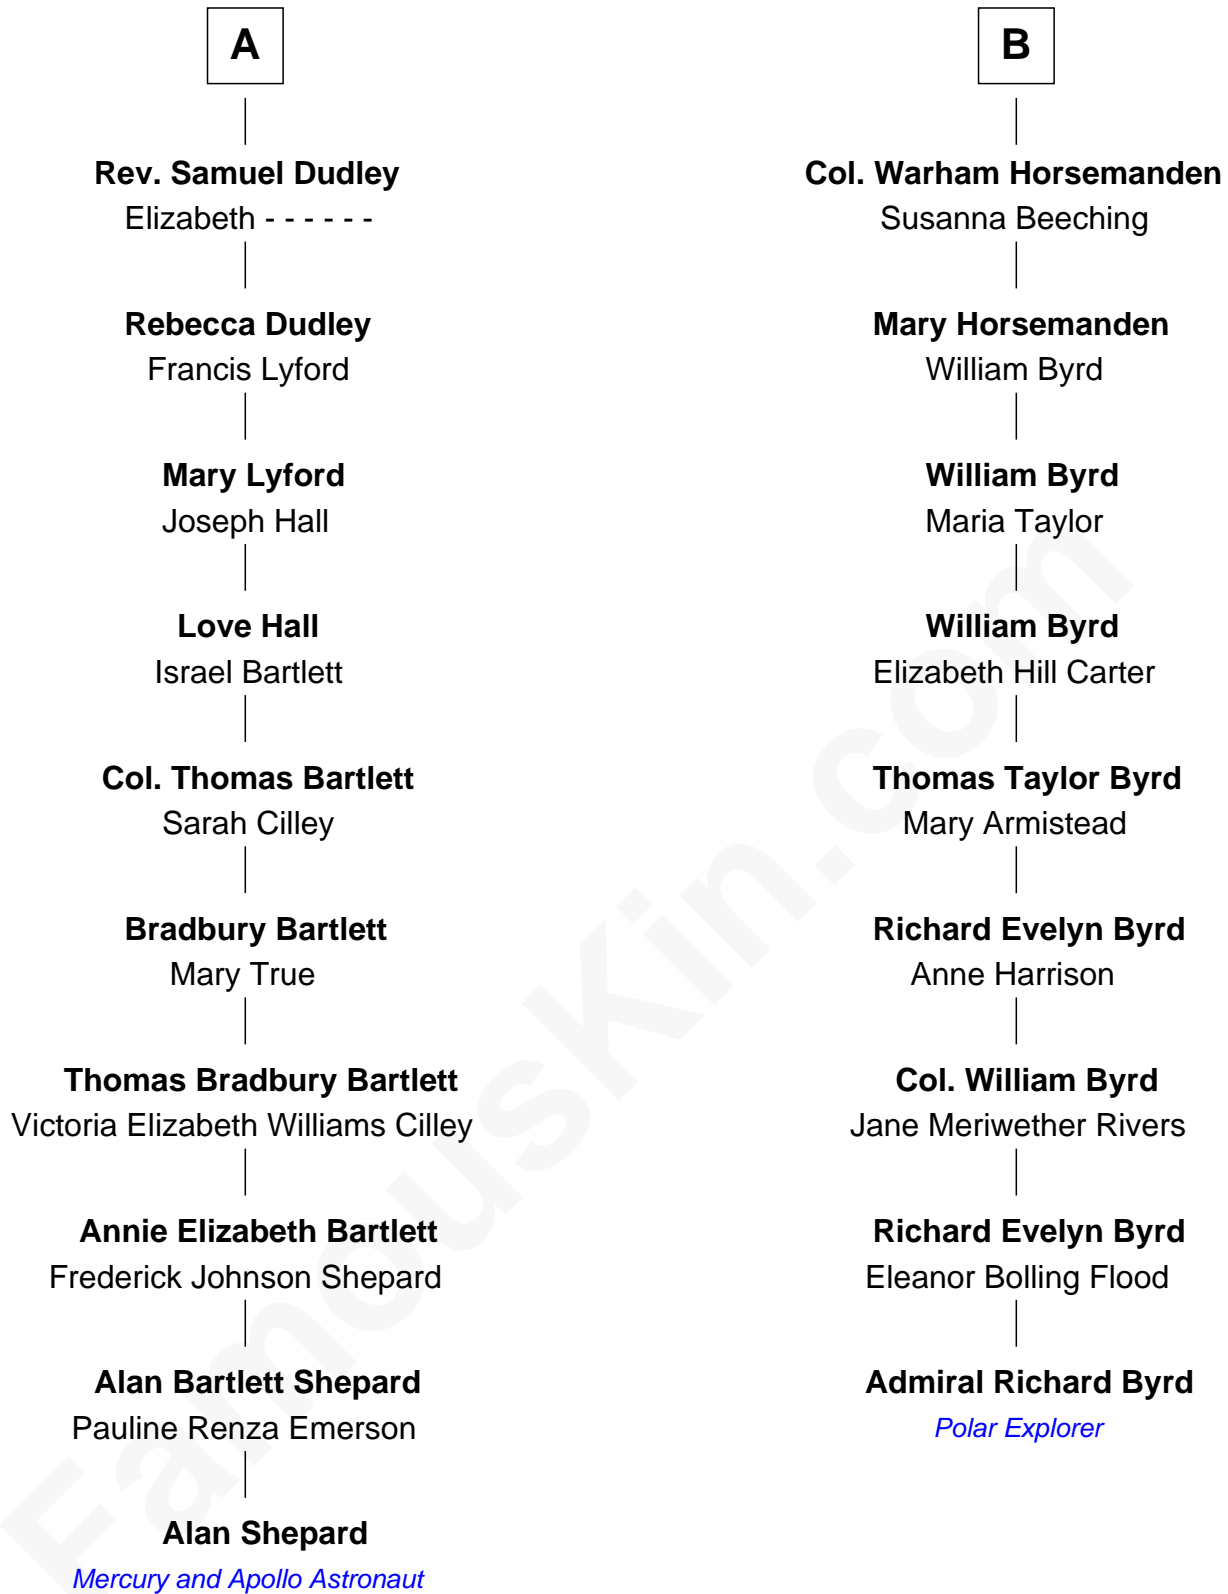 A
Rev. Samuel Dudley
Elizabeth - - - - - -
Rebecca Dudley
Francis Lyford
Mary Lyford
Joseph Hall
Love Hall
Israel Bartlett
Col. Thomas Bartlett
Sarah Cilley
Bradbury Bartlett
Mary True
Thomas Bradbury Bartlett
Victoria Elizabeth Williams Cilley
Annie Elizabeth Bartlett
Frederick Johnson Shepard
Alan Bartlett Shepard
Pauline Renza Emerson
Alan Shepard
Mercury and Apollo Astronaut
B
Col. Warham Horsemanden
Susanna Beeching
Mary Horsemanden
William Byrd
William Byrd
Maria Taylor
William Byrd
Elizabeth Hill Carter
Thomas Taylor Byrd
Mary Armistead
Richard Evelyn Byrd
Anne Harrison
Col. William Byrd
Jane Meriwether Rivers
Richard Evelyn Byrd
Eleanor Bolling Flood
Admiral Richard Byrd
Polar Explorer
FamousKin.com